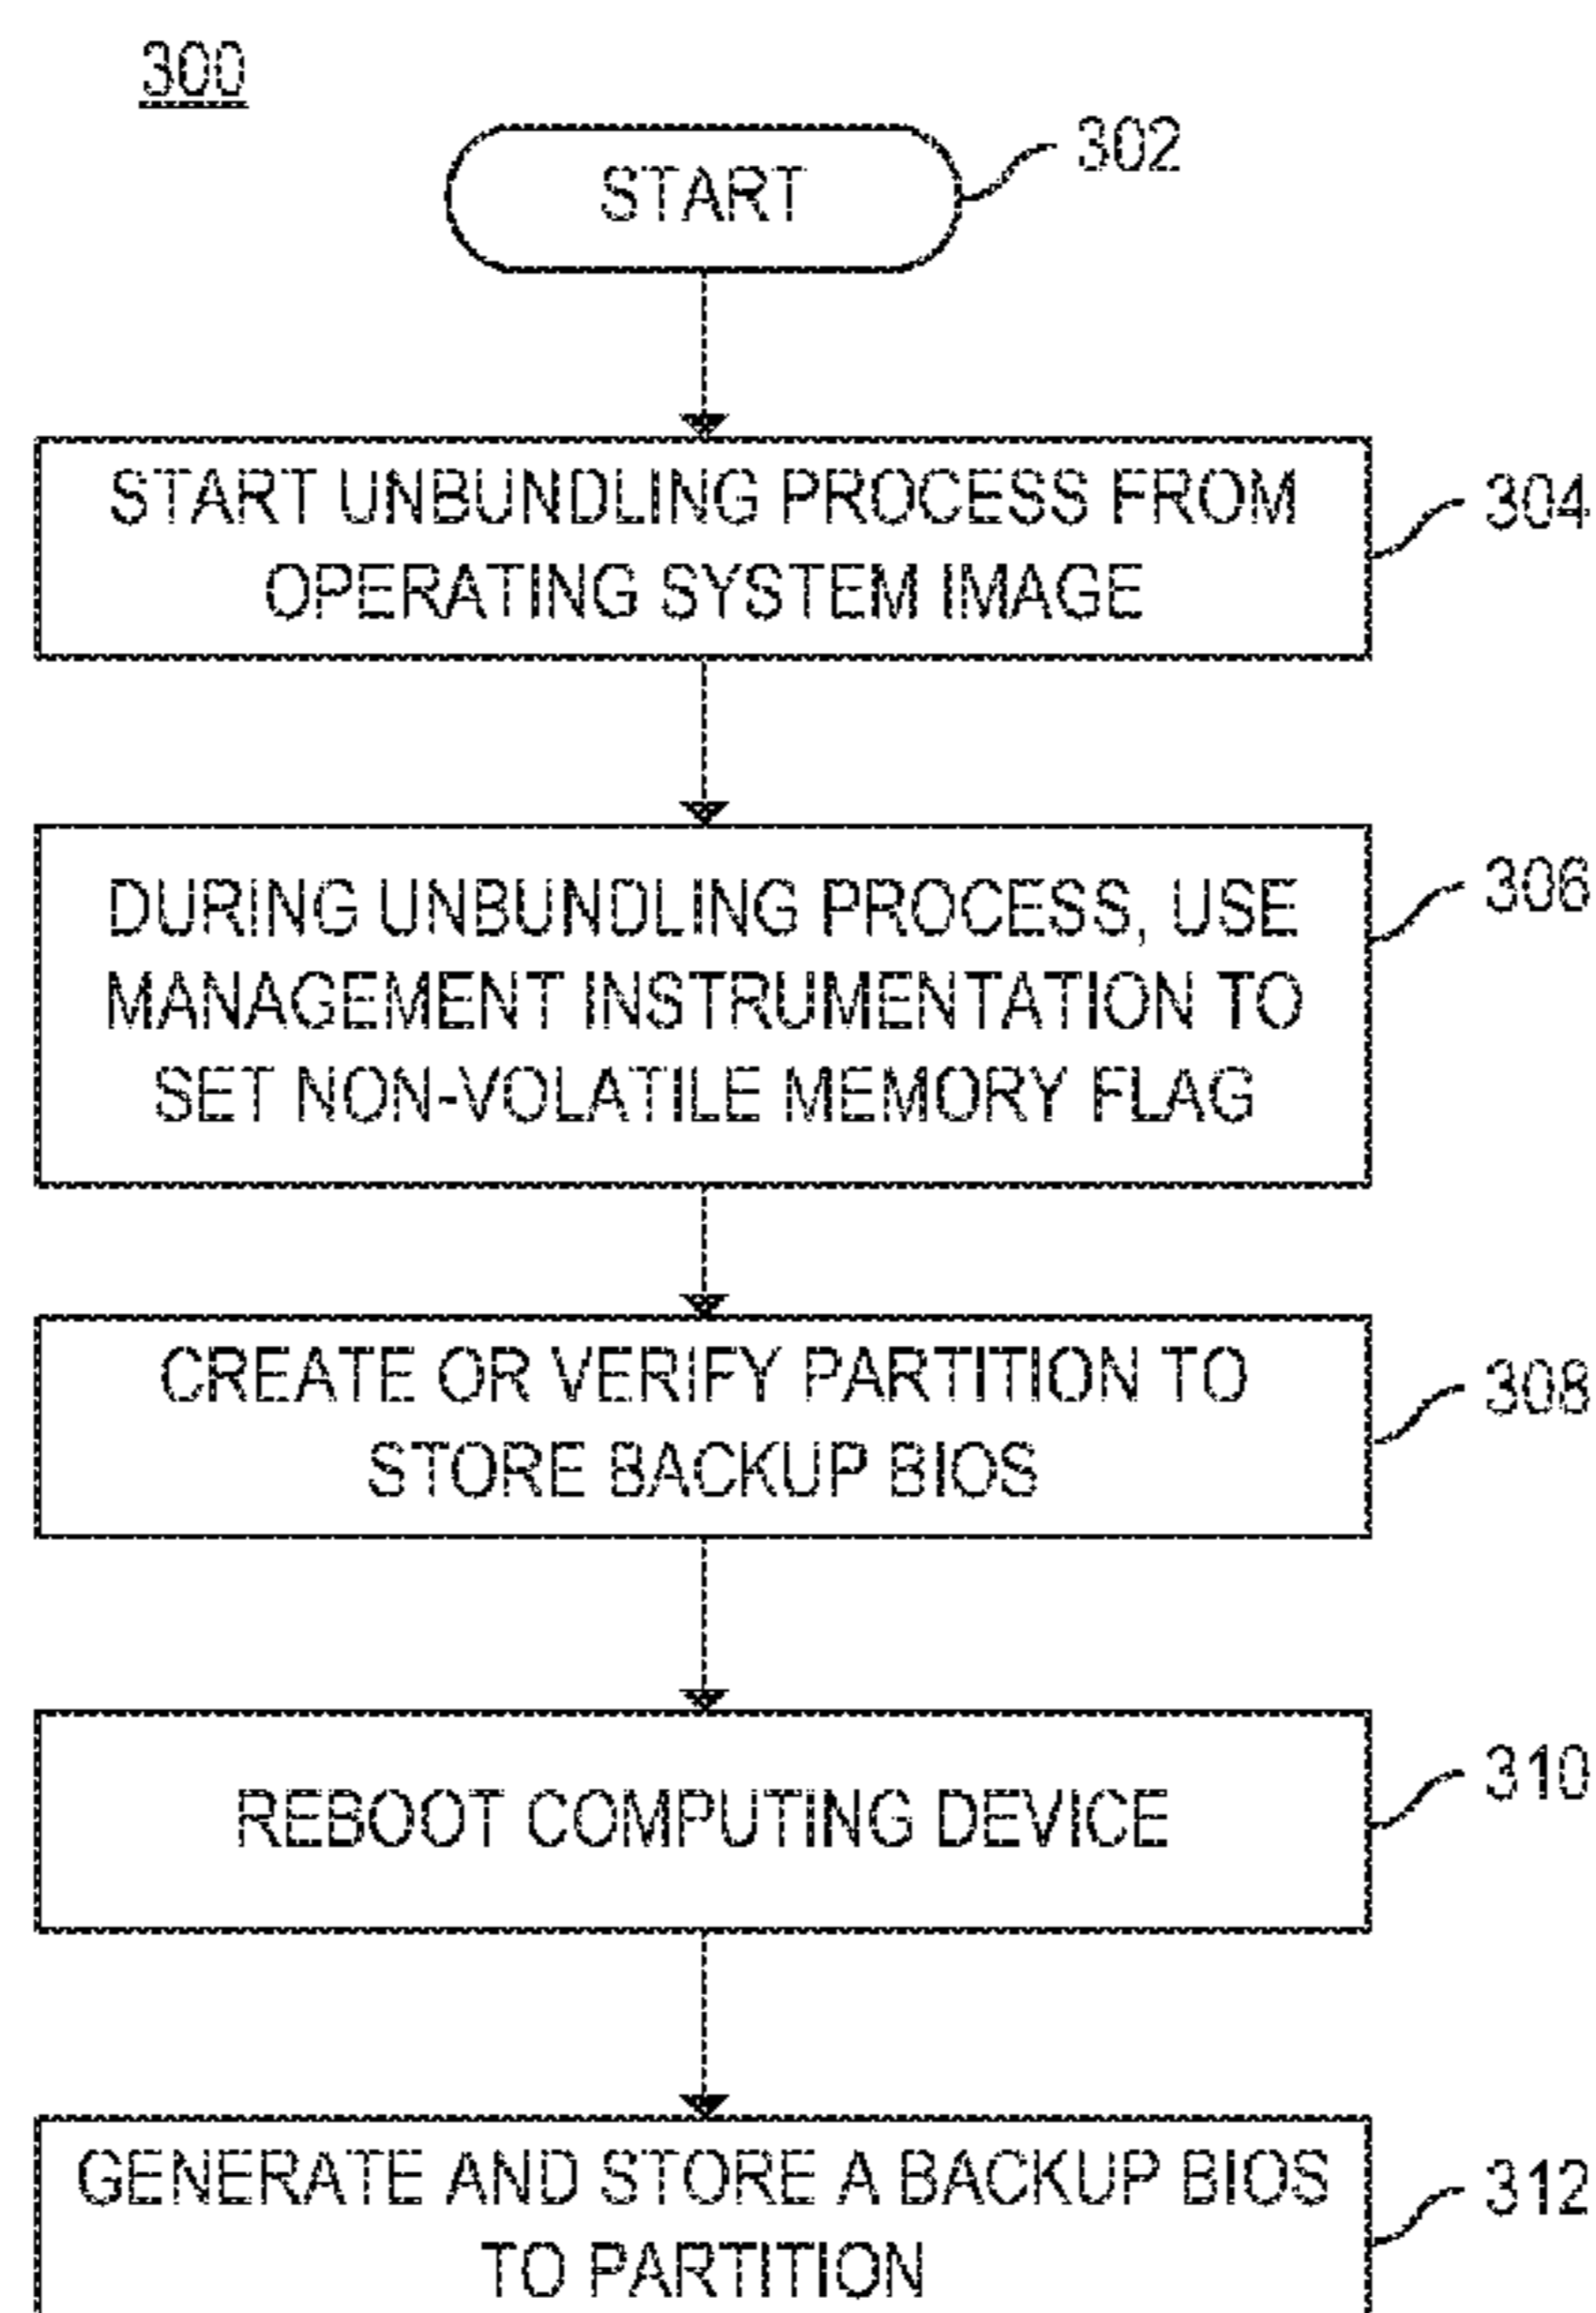 300
START
302
START UNBUNDLING PROCESS FROM
OPERATING SYSTEM IMAGE
304
DURING UNBUNDLING PROCESS, USE
MANAGEMENT INSTRUMENTATION TO
SET NON-VOLATILE MEMORY FLAG
306
CREATE OR VERIFY PARTITION TO
STORE BACKUP BIOS
308
REBOOT COMPUTING DEVICE
310
GENERATE AND STORE A BACKUP BIOS
TO PARTITION
312